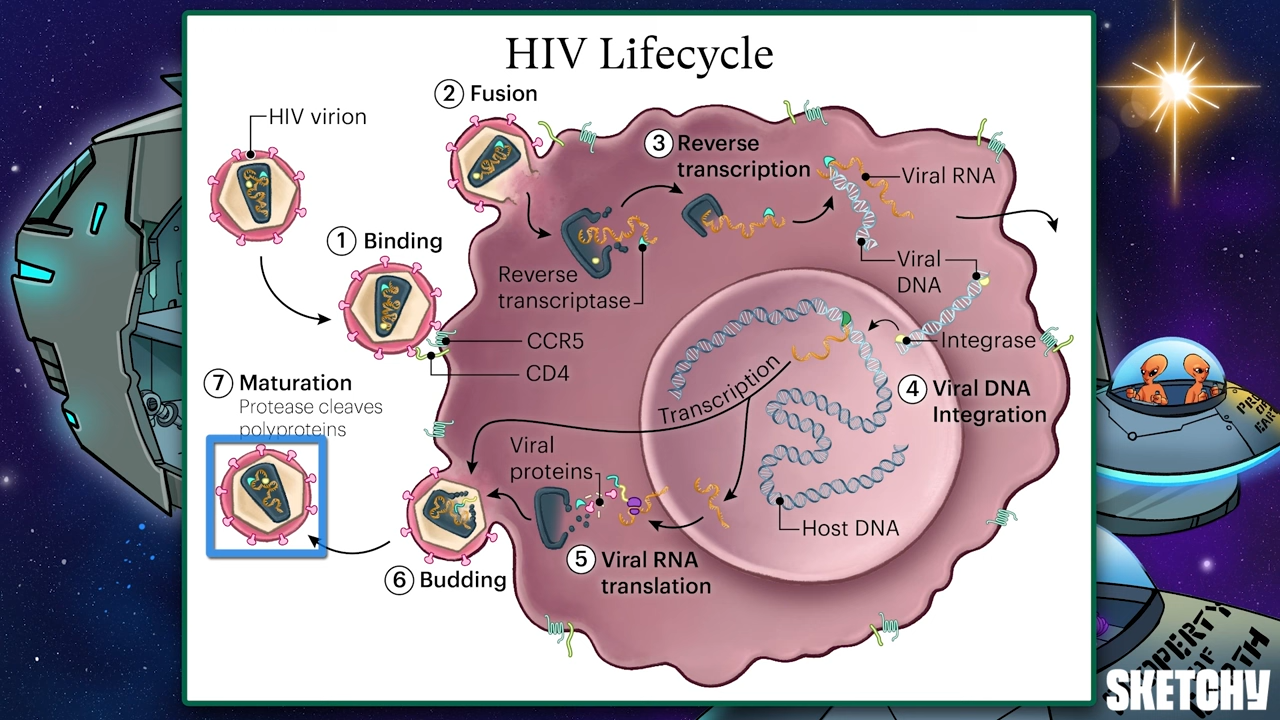 HIV Lifecycle
② Fusion
HIV virion
③ Reverse
transcription
Viral RNA
① Binding
Viral
DNA
Reverse
transcriptase
CCR5
CD4
Integrase
Transcription
④ Viral DNA
Integration
⑦ Maturation
Protease cleaves
polyproteins
Viral
proteins
Host DNA
⑤ Viral RNA
translation
⑥ Budding
PROPERTY
OF
SKETCHY